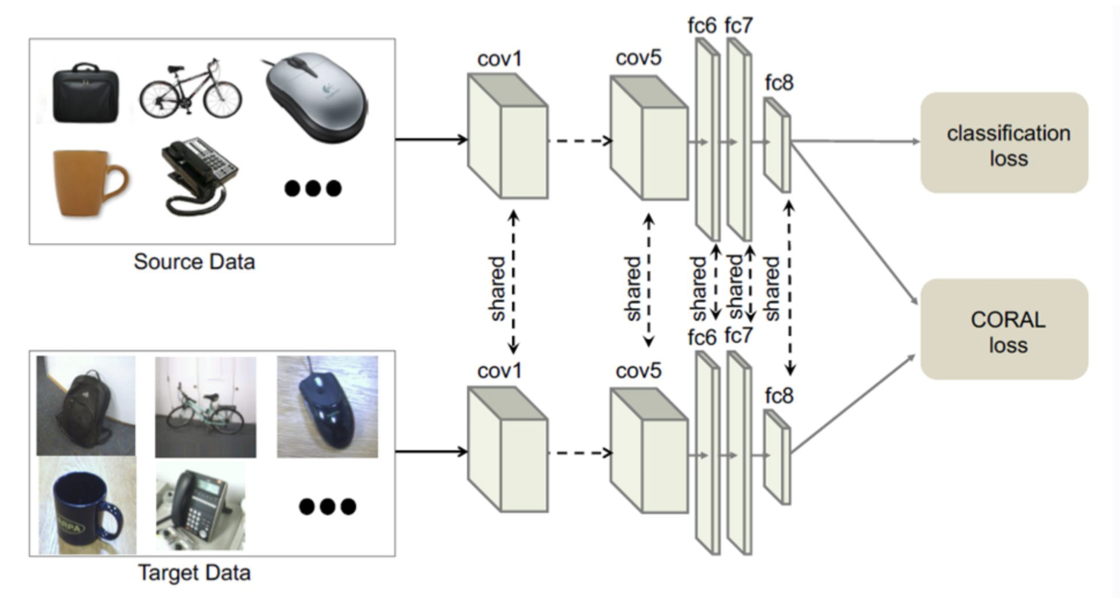 fc6 fc7
cov1
cov5
fc8
classification
loss
Source Data
shared
shared
shared
shared
shared
CORAL
loss
fc6 fc7
cov1
cov5
fc8
Target Data